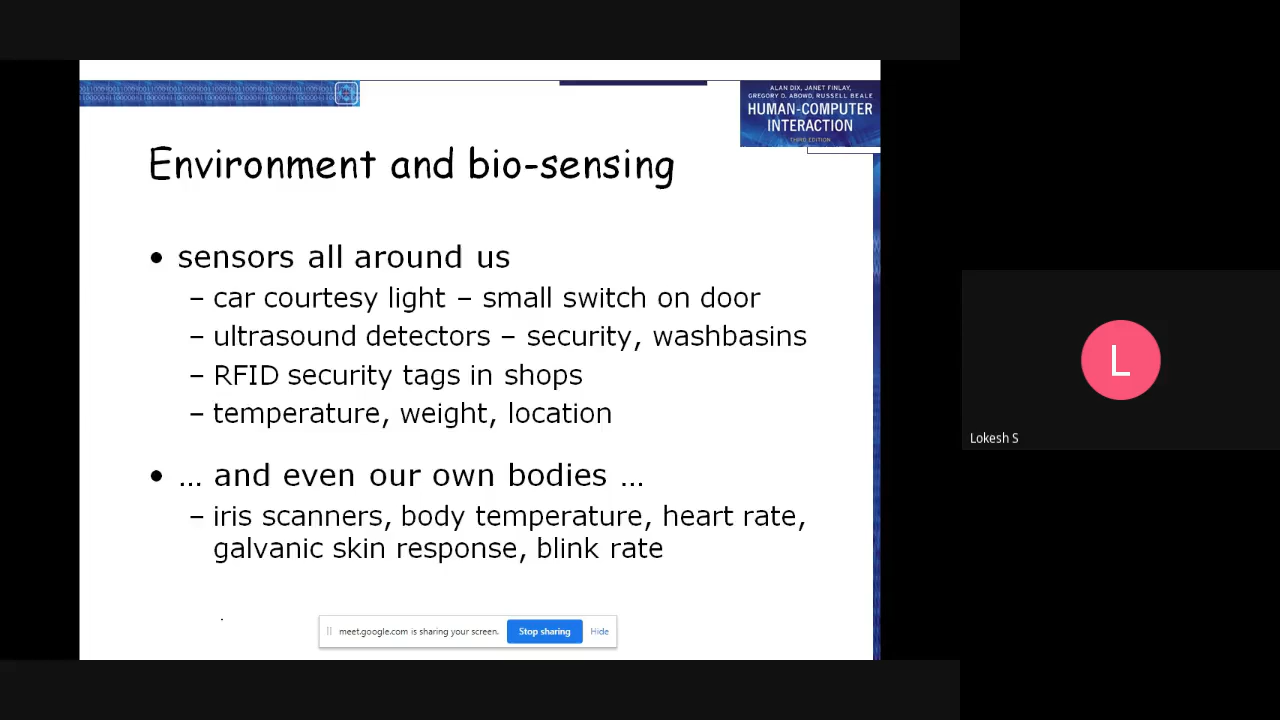 ALAN DIX, JANET FINLAY,
GREGORY D. ABOWD, RUSSELL BEALE
HUMAN-COMPUTER
INTERACTION
THIRD EDITION
Environment and bio-sensing
• sensors all around us
– car courtesy light – small switch on door
– ultrasound detectors – security, washbasins
– RFID security tags in shops
– temperature, weight, location
• … and even our own bodies …
– iris scanners, body temperature, heart rate,
galvanic skin response, blink rate
meet.google.com is sharing your screen.
Stop sharing
Hide
L
Lokesh S